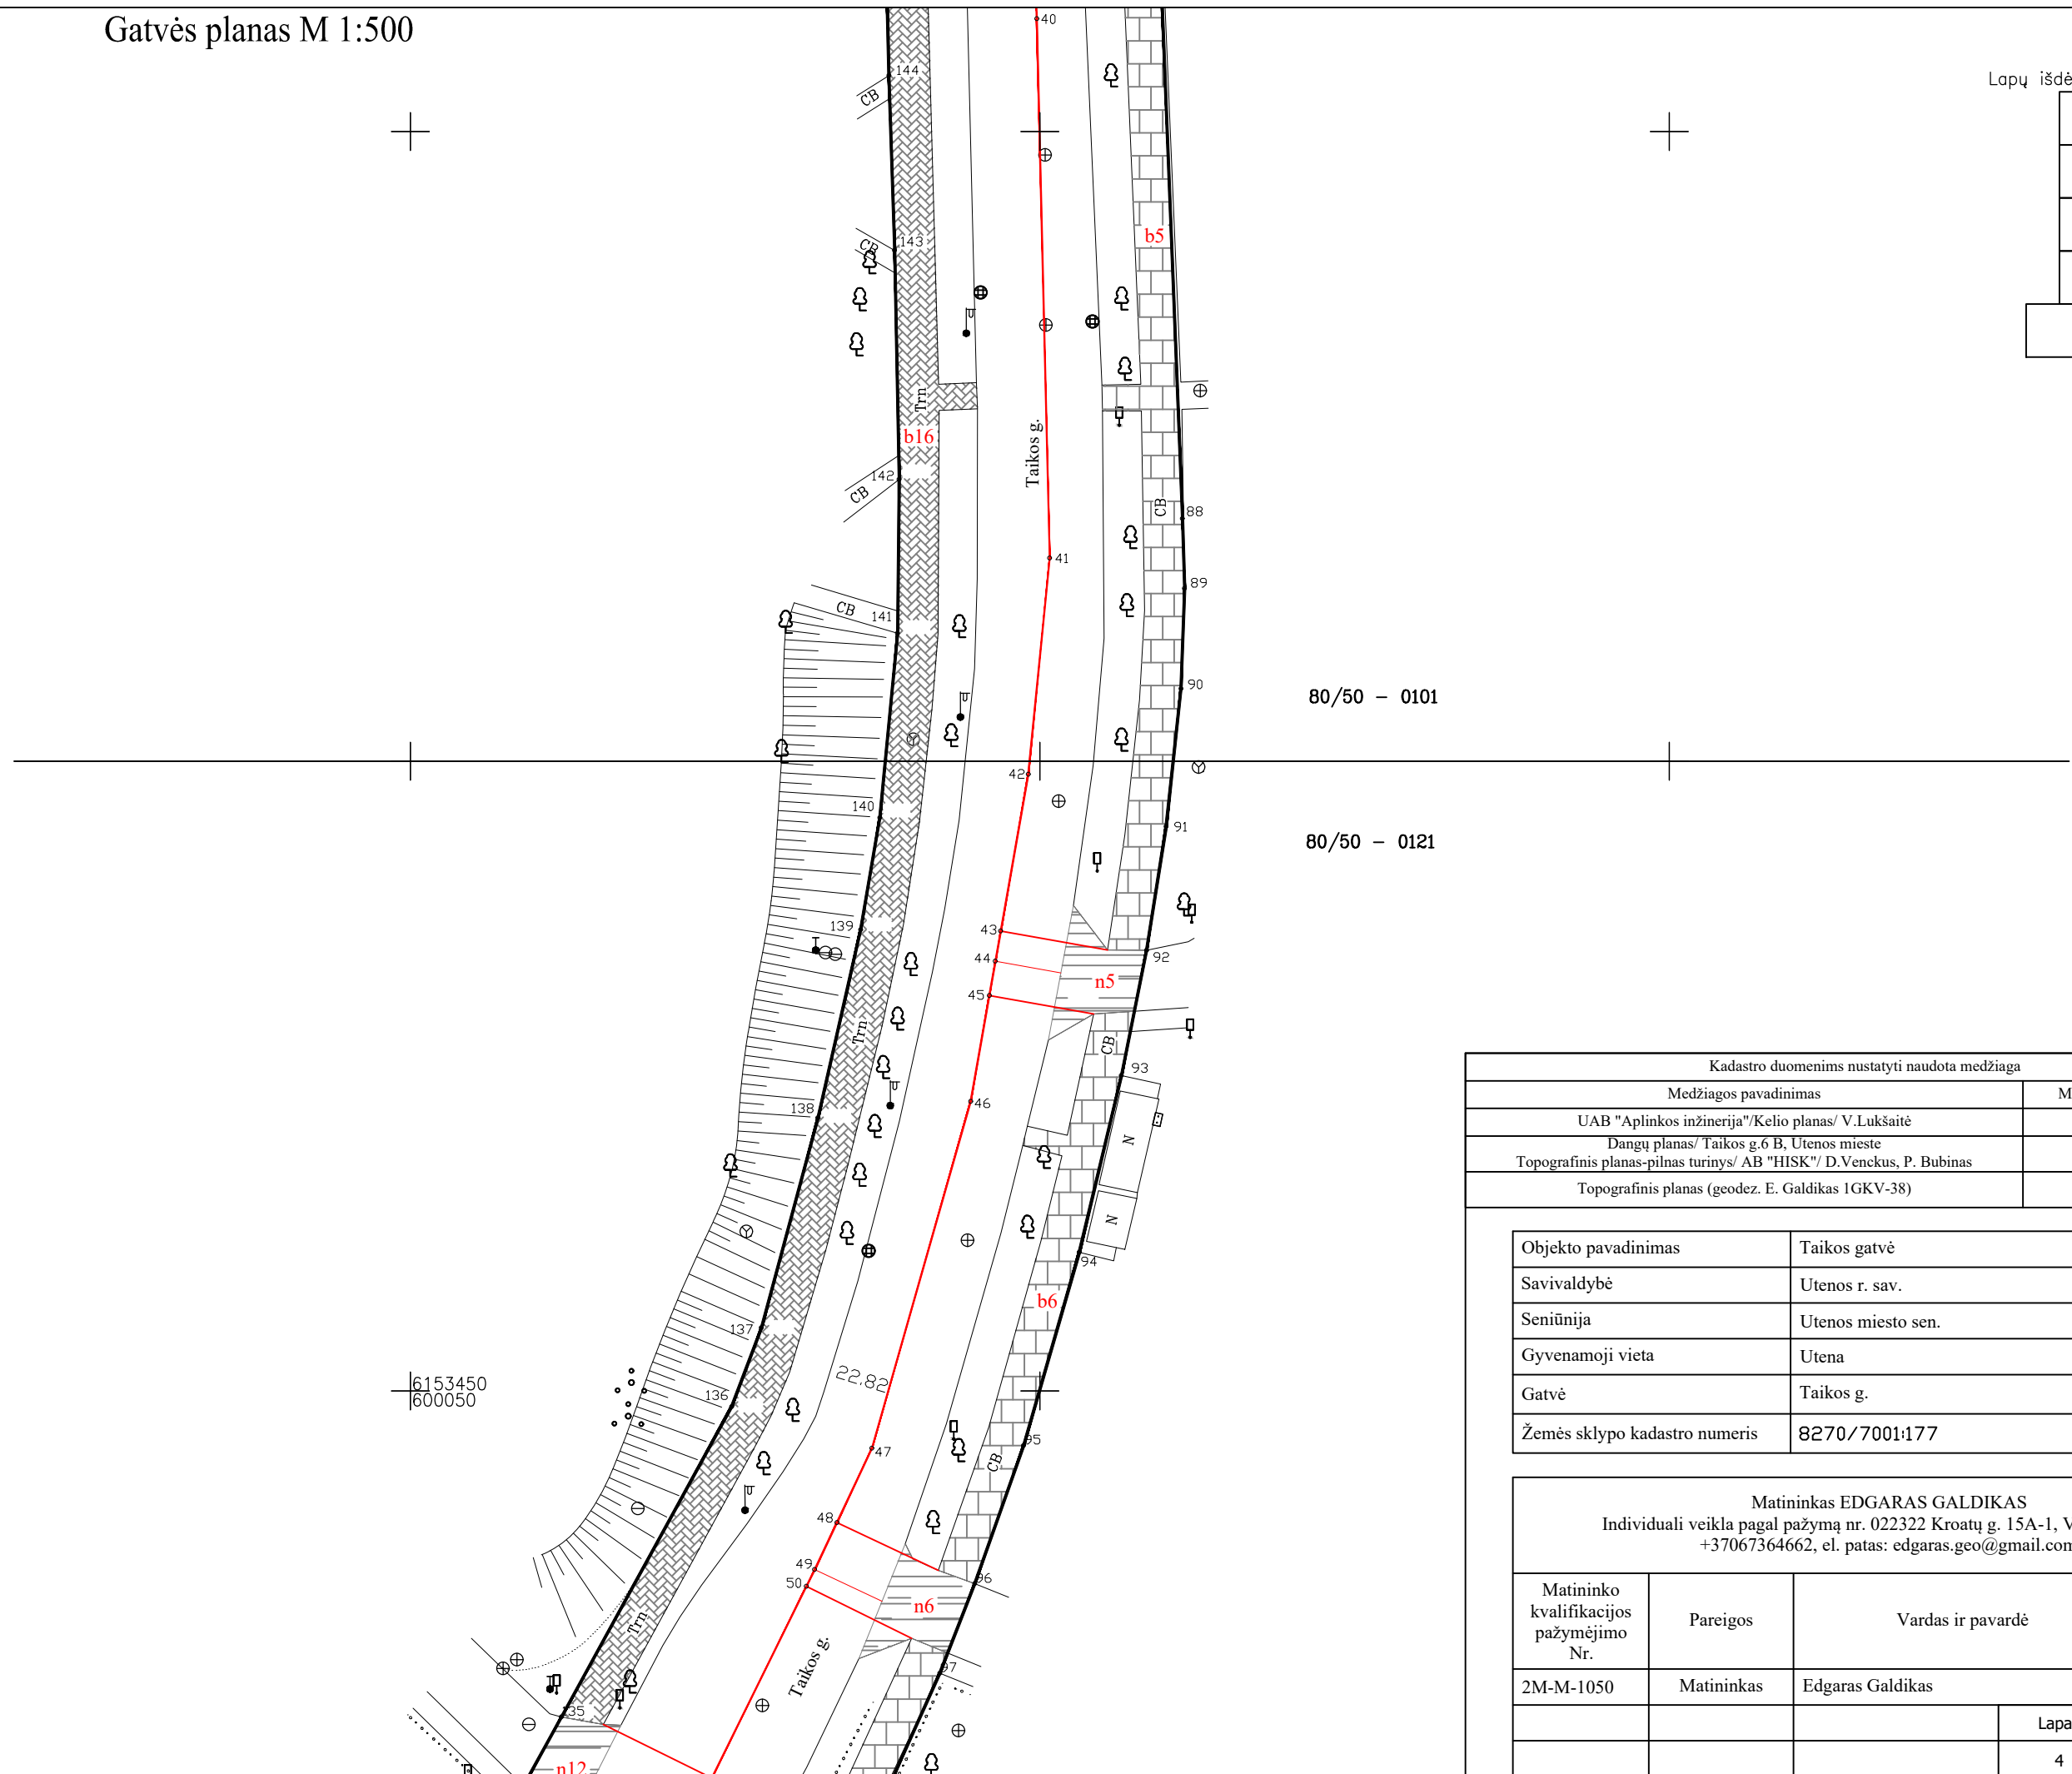 Gatvės planas M 1:500
40
Lapų išdė
144
CB
143
CB
b5
Trn
b16
Taikos g.
142
CB
CB
88
41
89
CB
141
90
80/50 - 0101
42
140
91
80/50 - 0121
139
43
92
44
n5
45
Trn
CB
93
138
46
N
N
94
b6
137
22.82
6153450
600050
136
47
95
CB
48
49
50
96
n6
Trn
Taikos g.
97
135
n12
Kadastro duomenims nustatyti naudota medžiaga
Medžiagos pavadinimas
M
UAB "Aplinkos inžinerija"/Kelio planas/ V.Lukšaitė
Dangų planas/ Taikos g.6 B, Utenos mieste
Topografinis planas-pilnas turinys/ AB "HISK"/ D.Venckus, P. Bubinas
Topografinis planas (geodez. E. Galdikas 1GKV-38)
Objekto pavadinimas Taikos gatvė
Savivaldybė Utenos r. sav.
Seniūnija Utenos miesto sen.
Gyvenamoji vieta Utena
Gatvė Taikos g.
Žemės sklypo kadastro numeris 8270/7001:177
Matininkas EDGARAS GALDIKAS
Individuali veikla pagal pažymą nr. 022322 Kroatų g. 15A-1, V
+37067364662, el. patas: edgaras.geo@gmail.com
Matininko
kvalifikacijos
pažymėjimo
Nr.
Pareigos
Vardas ir pavardė
2M-M-1050 Matininkas Edgaras Galdikas
Lapa
4